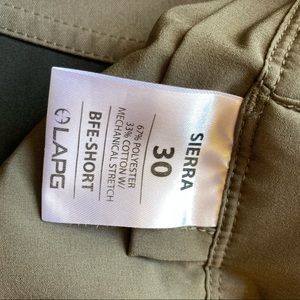 SIERRA
30
67% POLYESTER
33% COTTON W/
MECHANICAL STRETCH
BFE-SHORT
LAPG